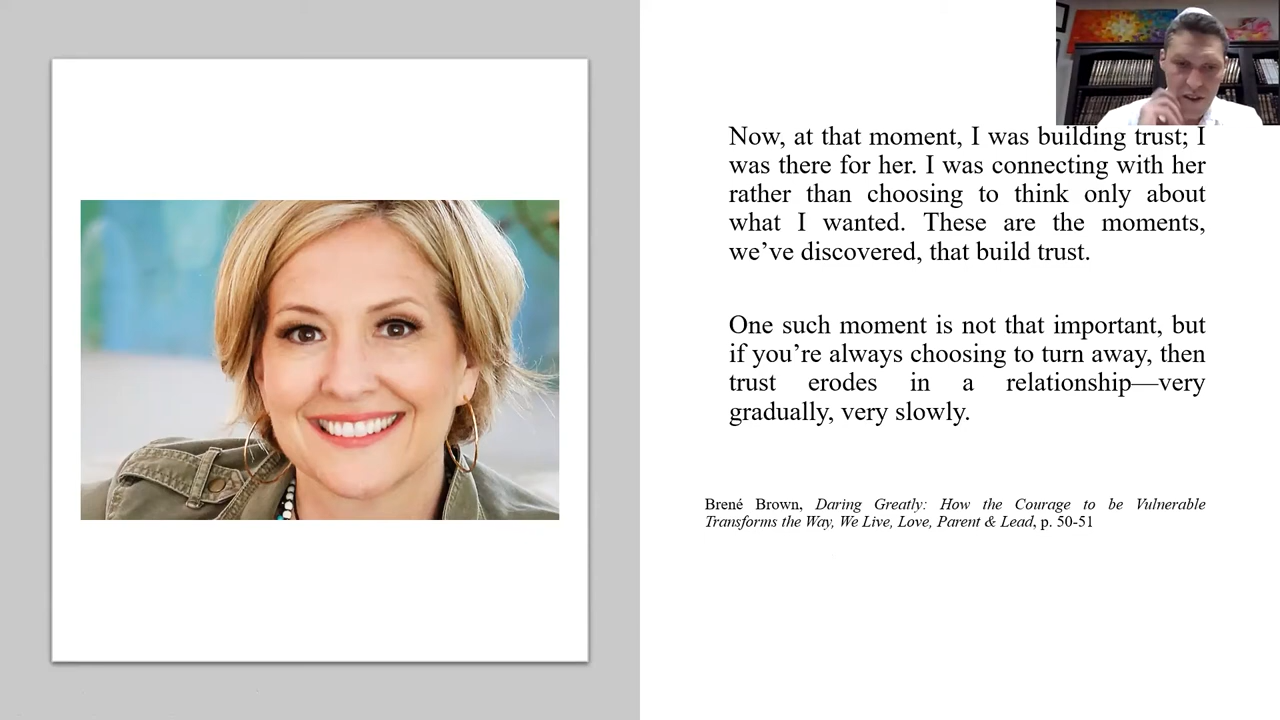 Now, at that moment, I was building trust; I
was there for her. I was connecting with her
rather than choosing to think only about
what I wanted. These are the moments,
we’ve discovered, that build trust.
One such moment is not that important, but
if you’re always choosing to turn away, then
trust erodes in a relationship—very
gradually, very slowly.
Brené Brown, Daring Greatly: How the Courage to be Vulnerable
Transforms the Way, We Live, Love, Parent & Lead, p. 50-51